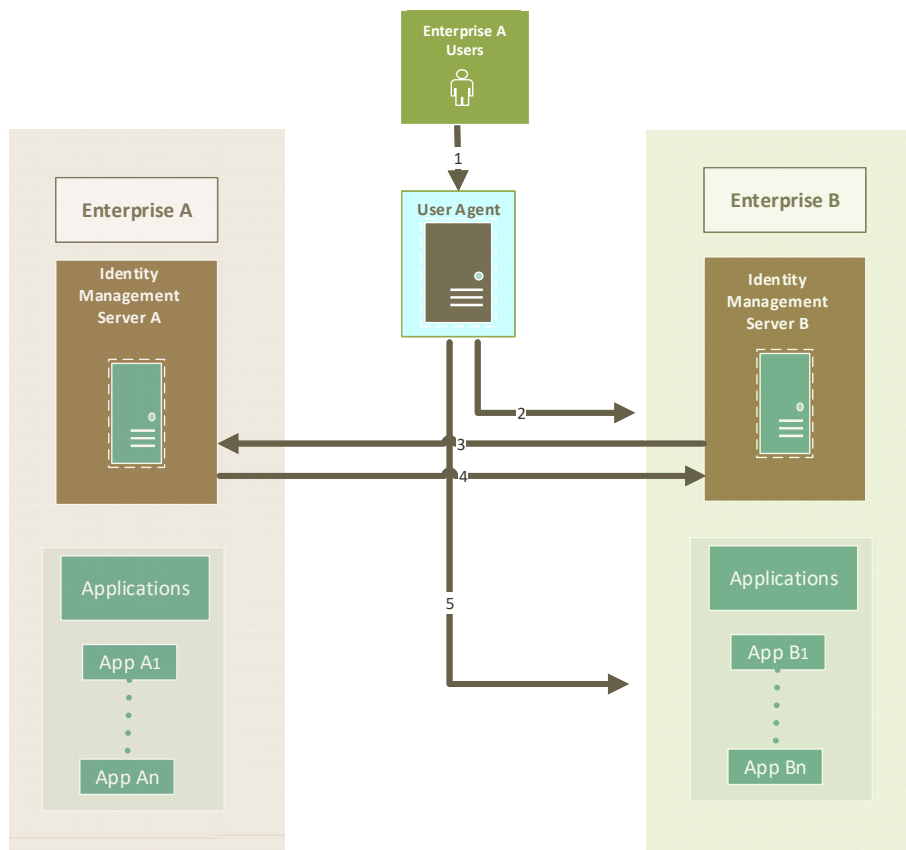 Enterprise A
Users
1
User Agent
Enterprise A
Identity
Management
Server A
Enterprise B
Identity
Management
Server B
2
3
4
5
Applications
App A1
App An
Applications
App B1
App Bn